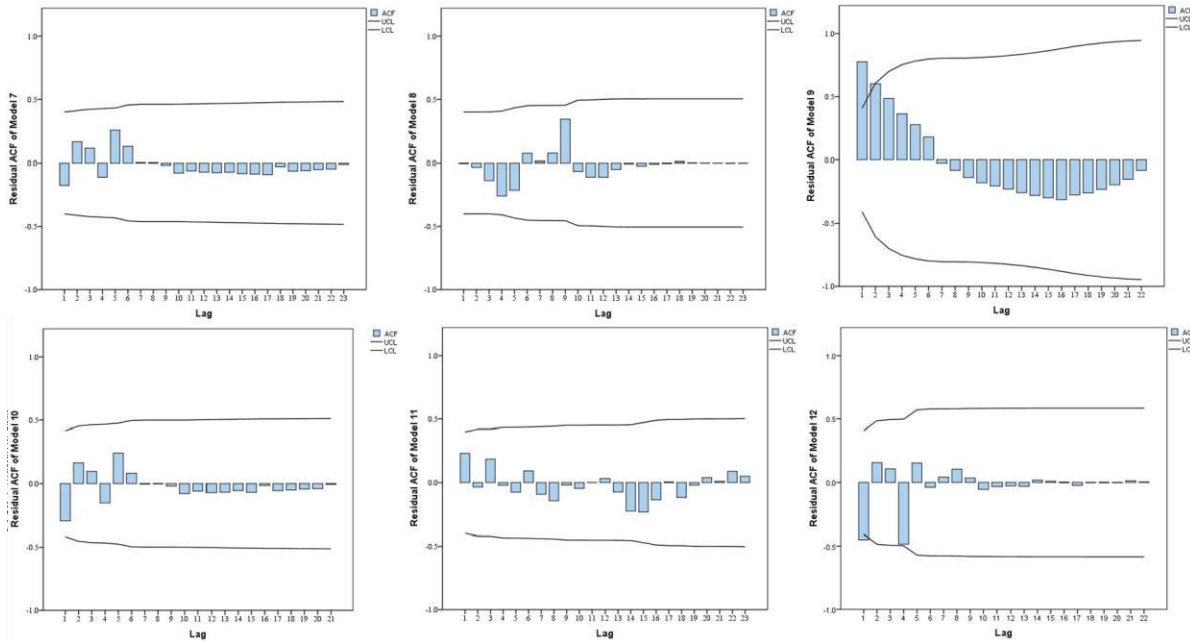 ACF
UCL
LCL
1.0
0.5
0.0
-0.5
-1.0
Residual ACF of Model 7
1 2 3 4 5 6 7 8 9 10 11 12 13 14 15 16 17 18 19 20 21 22 23
Lag
ACF
UCL
LCL
1.0
0.5
0.0
-0.5
-1.0
Residual ACF of Model 8
1 2 3 4 5 6 7 8 9 10 11 12 13 14 15 16 17 18 19 20 21 22 23
Lag
ACF
UCL
LCL
1.0
0.5
0.0
-0.5
-1.0
Residual ACF of Model 9
1 2 3 4 5 6 7 8 9 10 11 12 13 14 15 16 17 18 19 20 21 22
Lag
ACF
UCL
LCL
1.0
0.5
0.0
-0.5
-1.0
Residual ACF of Model 10
1 2 3 4 5 6 7 8 9 10 11 12 13 14 15 16 17 18 19 20 21
Lag
ACF
UCL
LCL
1.0
0.5
0.0
-0.5
-1.0
Residual ACF of Model 11
1 2 3 4 5 6 7 8 9 10 11 12 13 14 15 16 17 18 19 20 21 22 23
Lag
ACF
UCL
LCL
1.0
0.5
0.0
-0.5
-1.0
Residual ACF of Model 12
1 2 3 4 5 6 7 8 9 10 11 12 13 14 15 16 17 18 19 20 21 22
Lag